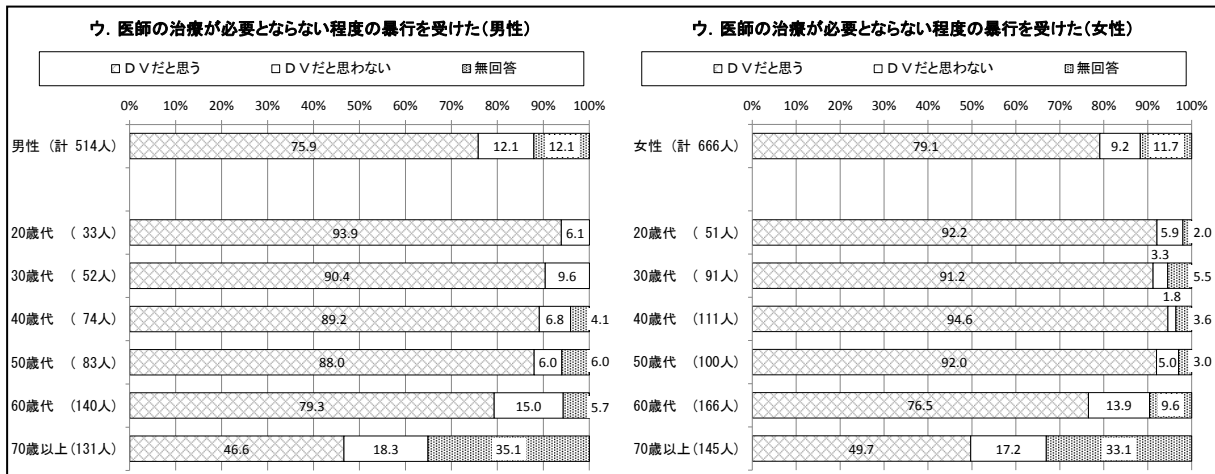 ウ．医師の治療が必要とならない程度の暴行を受けた（男性）
□ＤＶだと思う □ＤＶだと思わない 無回答
0% 10% 20% 30% 40% 50% 60% 70% 80% 90% 100%
男性（計 514人） 75.9 12.1 12.1
20歳代 （ 33人） 93.9 6.1
30歳代 （ 52人） 90.4 9.6
40歳代 （ 74人） 89.2 6.8 4.1
50歳代 （ 83人） 88.0 6.0 6.0
60歳代 （140人） 79.3 15.0 5.7
70歳以上（131人） 46.6 18.3 35.1
ウ．医師の治療が必要とならない程度の暴行を受けた（女性）
□ＤＶだと思う □ＤＶだと思わない 無回答
0% 10% 20% 30% 40% 50% 60% 70% 80% 90% 100%
女性（計 666人） 79.1 9.2 11.7
20歳代 （ 51人） 92.2 5.9 2.0
30歳代 （ 91人） 91.2 3.3 5.5
40歳代 （111人） 94.6 1.8 3.6
50歳代 （100人） 92.0 5.0 3.0
60歳代 （166人） 76.5 13.9 9.6
70歳以上（145人） 49.7 17.2 33.1